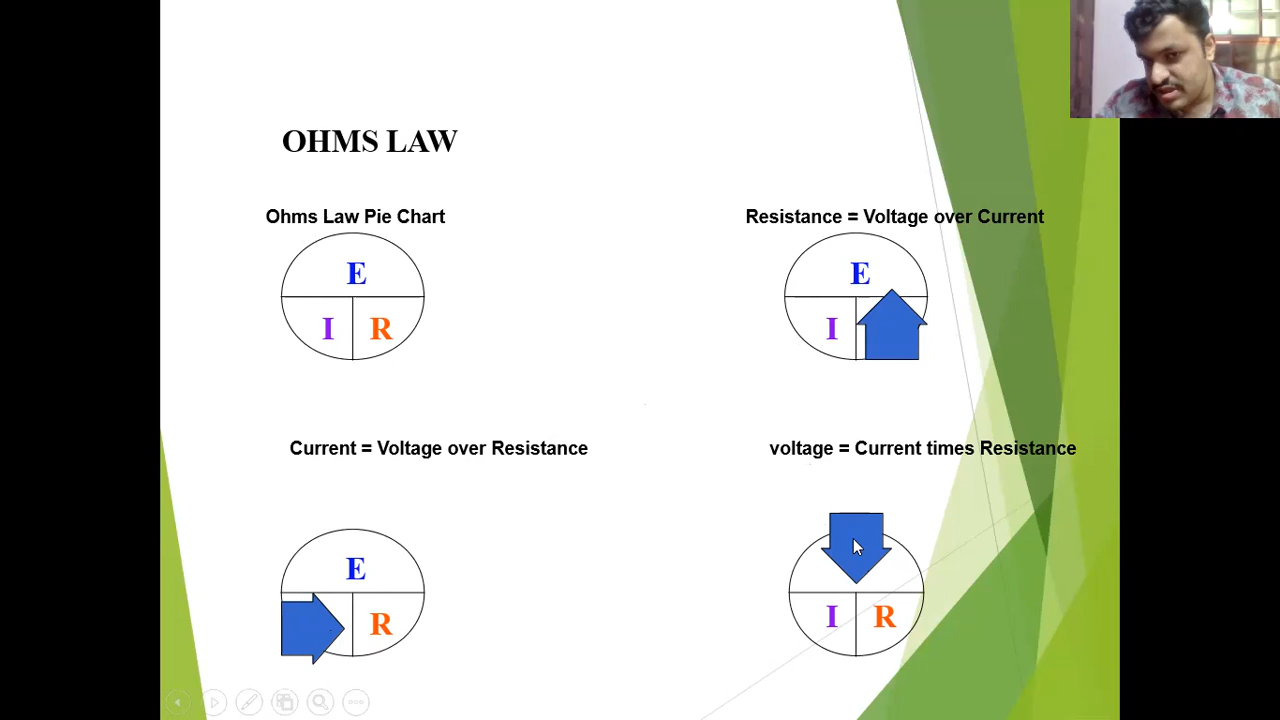 OHMS LAW
Ohms Law Pie Chart
Resistance = Voltage over Current
E
I R
E
I
Current = Voltage over Resistance
voltage = Current times Resistance
E
R
I R